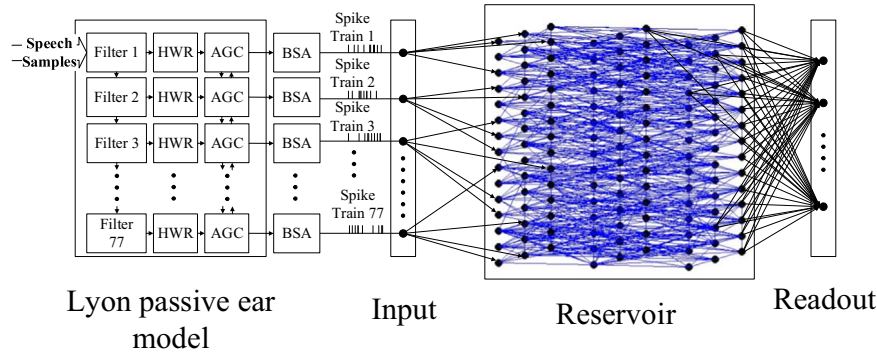 Speech
Samples
Filter 1
HWR
AGC
BSA
Spike
Train 1
Filter 2
HWR
AGC
BSA
Spike
Train 2
Filter 3
HWR
AGC
BSA
Spike
Train 3
Filter
77
HWR
AGC
BSA
Spike
Train 77
Lyon passive ear
model
Input
Reservoir
Readout